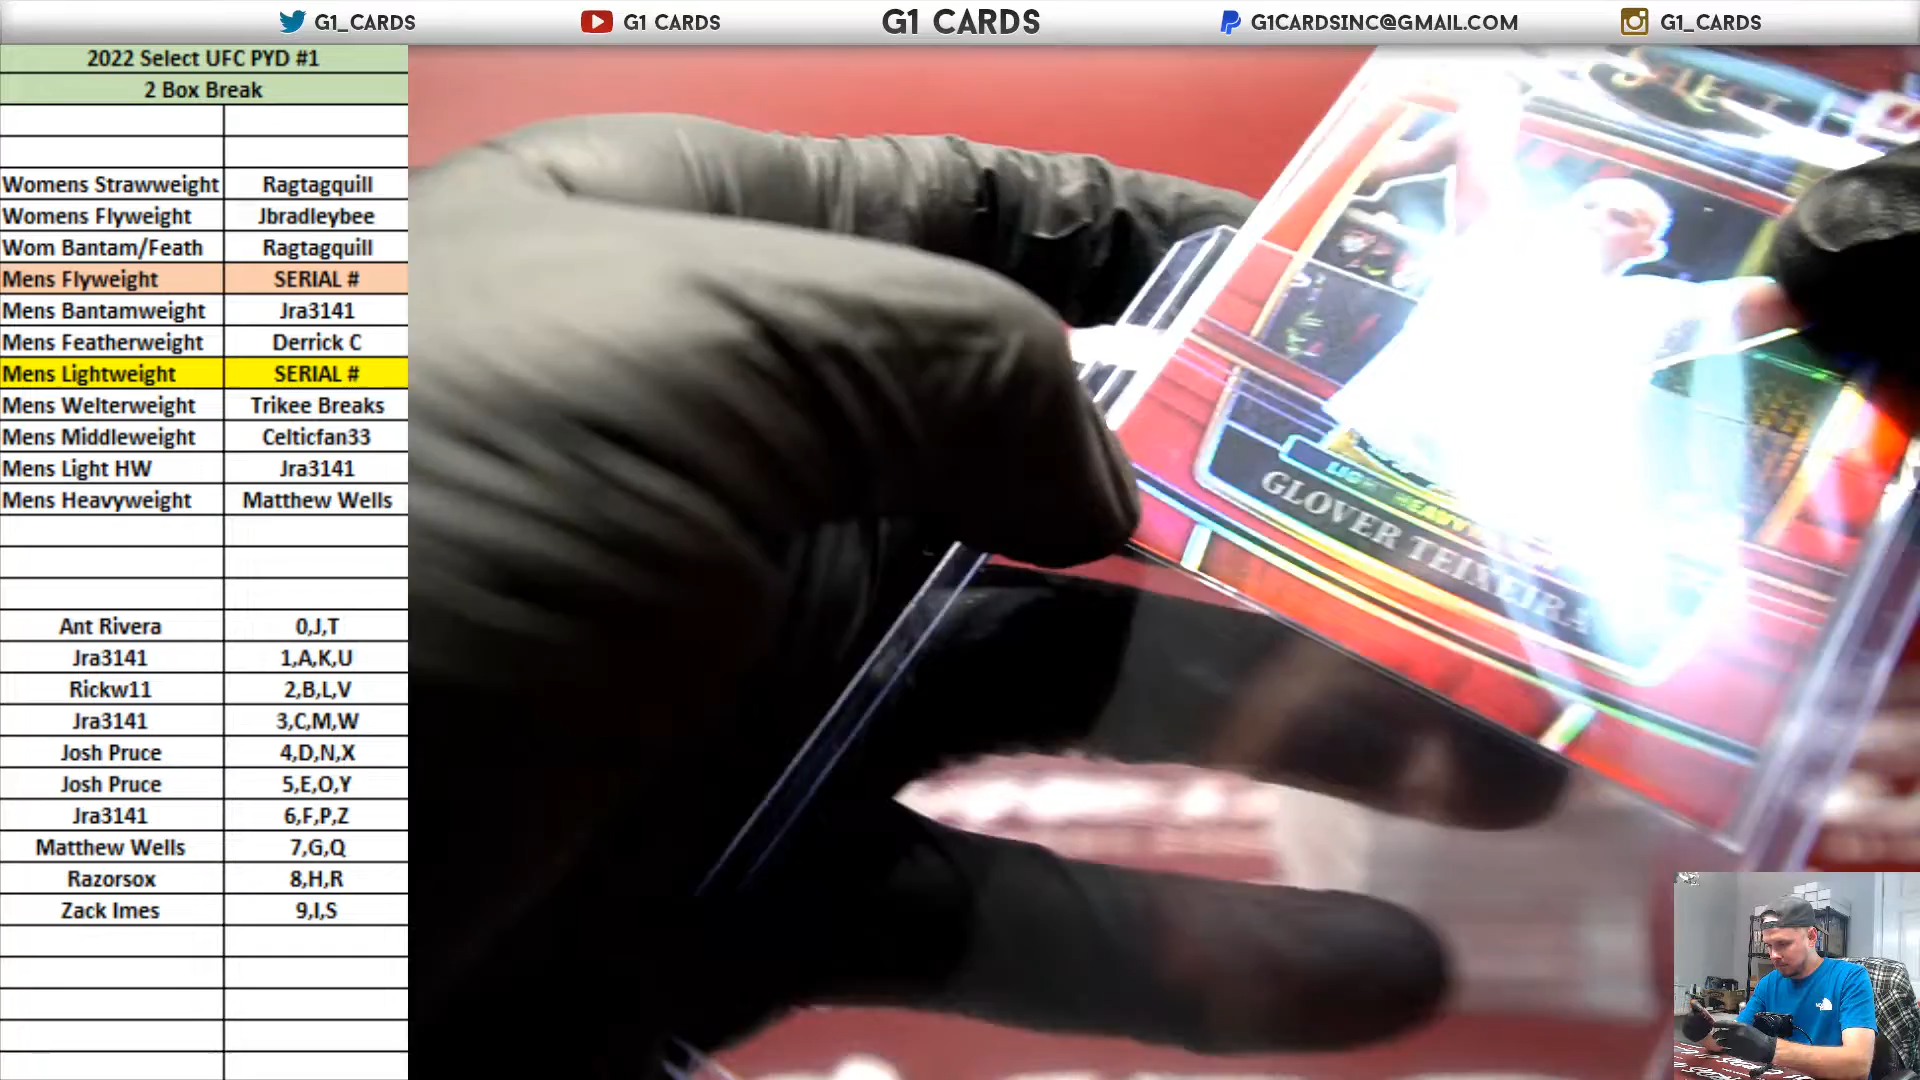 G1_CARDS G1 CARDS G1 CARDS G1CARDSINC@GMAIL.COM G1_CARDS
2022 Select UFC PYD #1
2 Box Break
Womens Strawweight Ragtagquill
Womens Flyweight Jbradleybee
Wom Bantam/Feath Ragtagquill
Mens Flyweight SERIAL #
Mens Bantamweight Jra3141
Mens Featherweight Derrick C
Mens Lightweight SERIAL #
Mens Welterweight Trikee Breaks
Mens Middleweight Celticfan33
Mens Light HW Jra3141
Mens Heavyweight Matthew Wells
Ant Rivera 0,J,T
Jra3141 1,A,K,U
Rickw11 2,B,L,V
Jra3141 3,C,M,W
Josh Pruce 4,D,N,X
Josh Pruce 5,E,O,Y
Jra3141 6,F,P,Z
Matthew Wells 7,G,Q
Razorsox 8,H,R
Zack Imes 9,I,S
SELECT
LIGHT
GLOVER TEIXEIRA